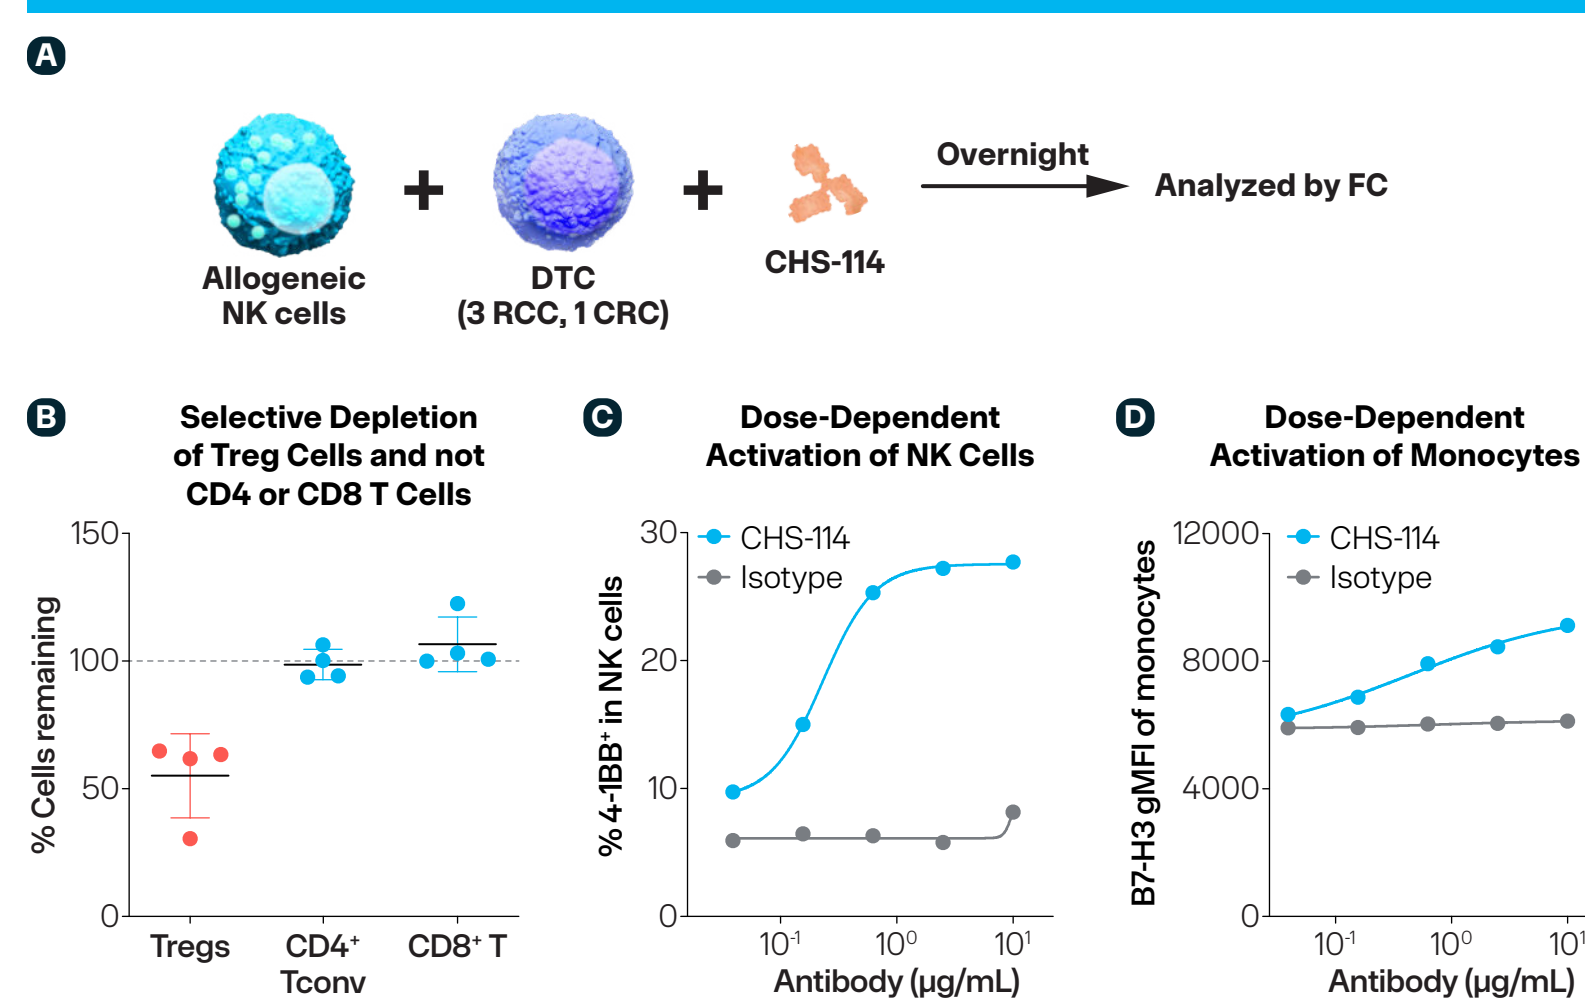 A
Overnight
Analyzed by FC
Allogeneic
NK cells
DTC
(3 RCC, 1 CRC)
CHS-114
B
Selective Depletion
of Treg Cells and not
CD4 or CD8 T Cells
% Cells remaining
150
100
50
0
Tregs
CD4⁺
Tconv
CD8⁺ T
C
Dose-Dependent
Activation of NK Cells
% 4-1BB⁺ in NK cells
30
20
10
0
CHS-114
Isotype
10⁻¹
10⁰
10¹
Antibody (µg/mL)
D
Dose-Dependent
Activation of Monocytes
B7-H3 gMFI of monocytes
12000
8000
4000
0
CHS-114
Isotype
10⁻¹
10⁰
10¹
Antibody (µg/mL)